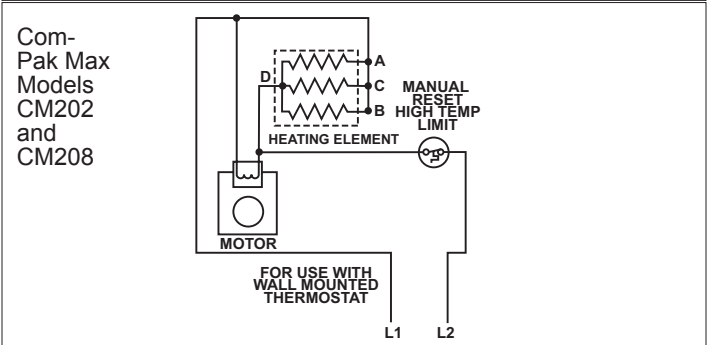 Com-
Pak Max
Models
CM202
and
CM208
D
A
C
B
MANUAL
RESET
HIGH TEMP
LIMIT
HEATING ELEMENT
MOTOR
FOR USE WITH
WALL MOUNTED
THERMOSTAT
L1 L2